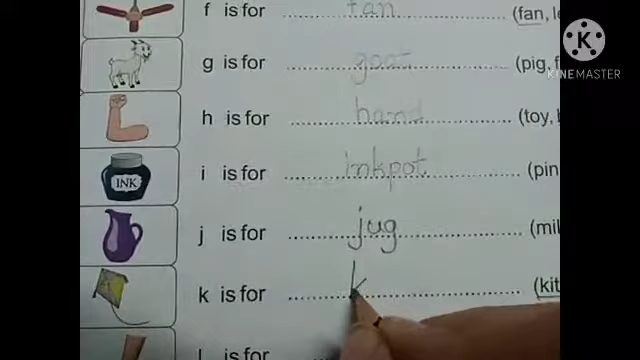 f is for fan (fan, l
K
KINEMASTER
g is for goat (pig, f
h is for hand (toy,
INK
i is for inkpot (pin
j is for jug (mil
k is for k (kit
l is for